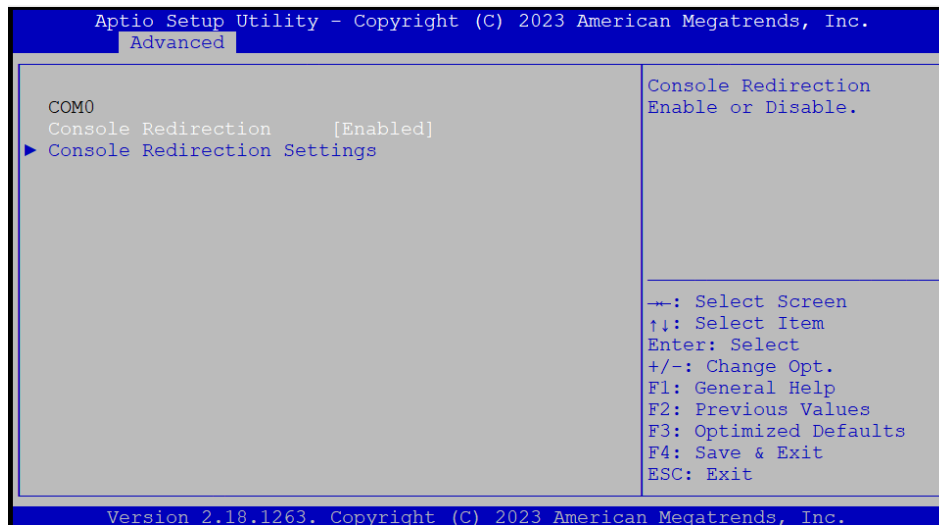 Aptio Setup Utility – Copyright (C) 2023 American Megatrends, Inc.
Advanced
COM0
Console Redirection [Enabled]
► Console Redirection Settings
Console Redirection
Enable or Disable.
→←: Select Screen
↑↓: Select Item
Enter: Select
+/-: Change Opt.
F1: General Help
F2: Previous Values
F3: Optimized Defaults
F4: Save & Exit
ESC: Exit
Version 2.18.1263. Copyright (C) 2023 American Megatrends, Inc.